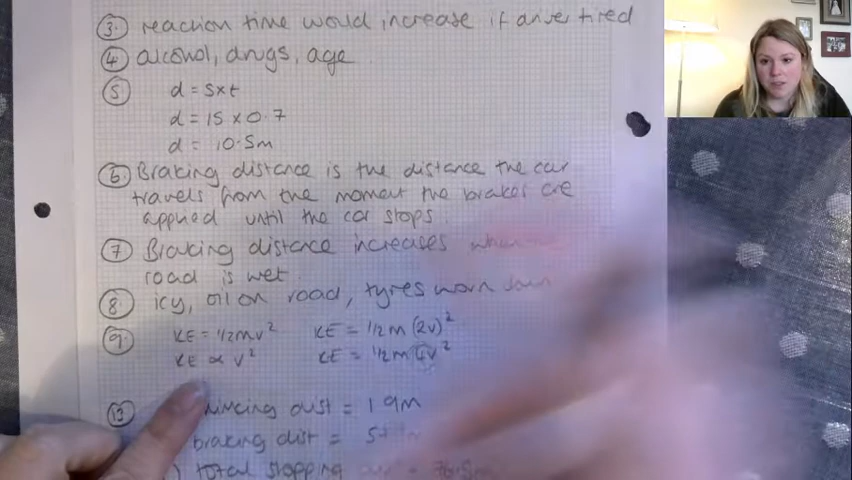 ③ reaction time would increase if driver tired
④ alcohol, drugs, age
⑤ d = s x t
d = 15 x 0.7
d = 10.5m
⑥ Braking distance is the distance the car
travels from the moment the brakes are
applied until the car stops.
⑦ Braking distance increases when
road is wet
⑧ icy, oil on road, tyres worn down
⑨ KE = 1/2mv² KE = 1/2m(2v)²
KE ∝ v² KE = 1/2m 4v²
dist = 19m
braking dist =
total stopping